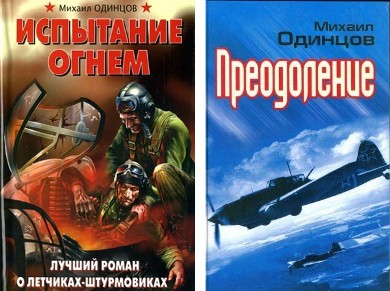 Михаил ОДИНЦОВ
ИСПЫТАНИЕ
ОГНЕМ
ЛУЧШИЙ РОМАН
О ЛЕТЧИКАХ-ШТУРМОВИКАХ
Михаил
Одинцов
Преодоление